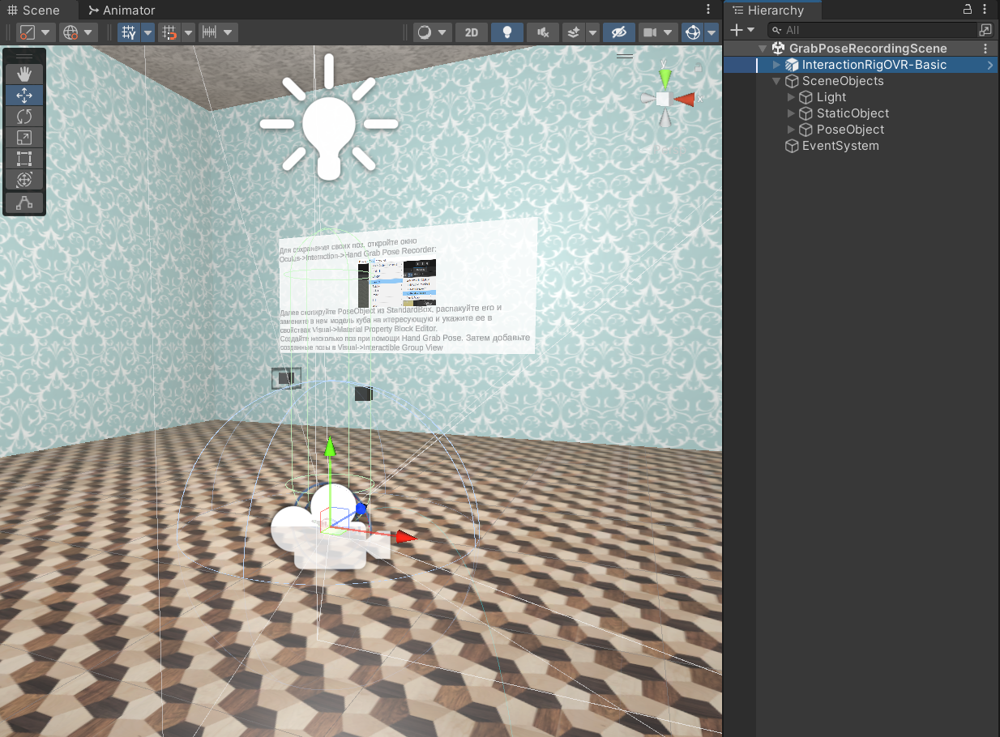 Scene
Animator
Hierarchy
2D
All
GrabPoseRecordingScene
InteractionRigOVR-Basic
SceneObjects
Light
StaticObject
PoseObject
EventSystem
y
x
Для сохранения своих поз, откройте окно
Oculus->Interaction->Hand Grab Pose Recorder:
Далее скопируйте PoseObject из StandardBox, распакуйте его и
замените в нем модель куба на итересующую и укажите ее в
свойствах Visual->Material Property Block Editor.
Создайте несколько поз при помощи Hand Grab Pose. Затем добавьте
созданные позы в Visual->Interactible Group View